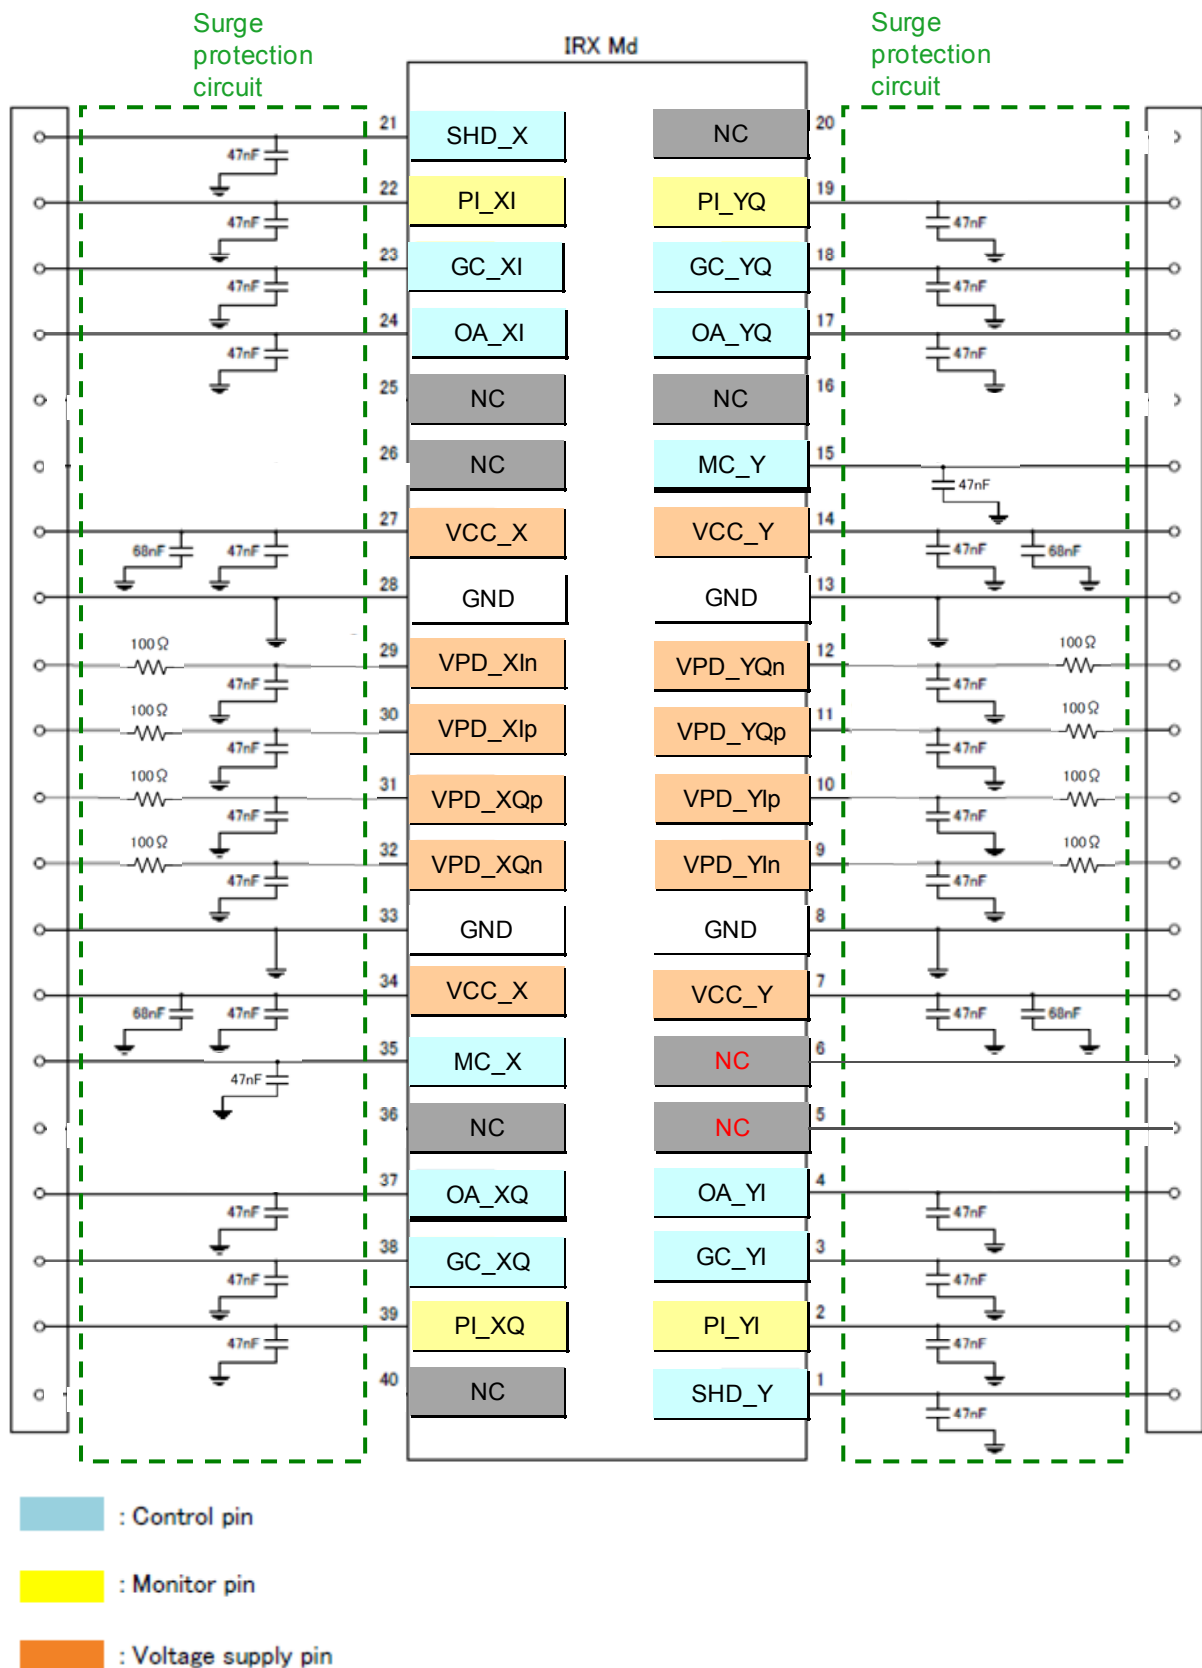 Surge
protection
circuit
IRX Md
Surge
protection
circuit
21 SHD_X NC 20
47nF
22 PI_XI PI_YQ 19
47nF 47nF
23 GC_XI GC_YQ 18
47nF 47nF
24 OA_XI OA_YQ 17
47nF 47nF
25 NC NC 16
26 NC MC_Y 15
47nF
27 VCC_X VCC_Y 14
68nF 47nF 47nF 68nF
28 GND GND 13
100Ω 29 VPD_XIn VPD_YQn 12 100Ω
47nF 47nF
100Ω 30 VPD_XIp VPD_YQp 11 100Ω
47nF 47nF
100Ω 31 VPD_XQp VPD_YIp 10 100Ω
47nF 47nF
100Ω 32 VPD_XQn VPD_YIn 9 100Ω
47nF 47nF
33 GND GND 8
34 VCC_X VCC_Y 7
68nF 47nF 47nF 68nF
35 MC_X NC 6
47nF
36 NC NC 5
37 OA_XQ OA_YI 4
47nF 47nF
38 GC_XQ GC_YI 3
47nF 47nF
39 PI_XQ PI_YI 2
47nF 47nF
40 NC SHD_Y 1
47nF
: Control pin
: Monitor pin
: Voltage supply pin